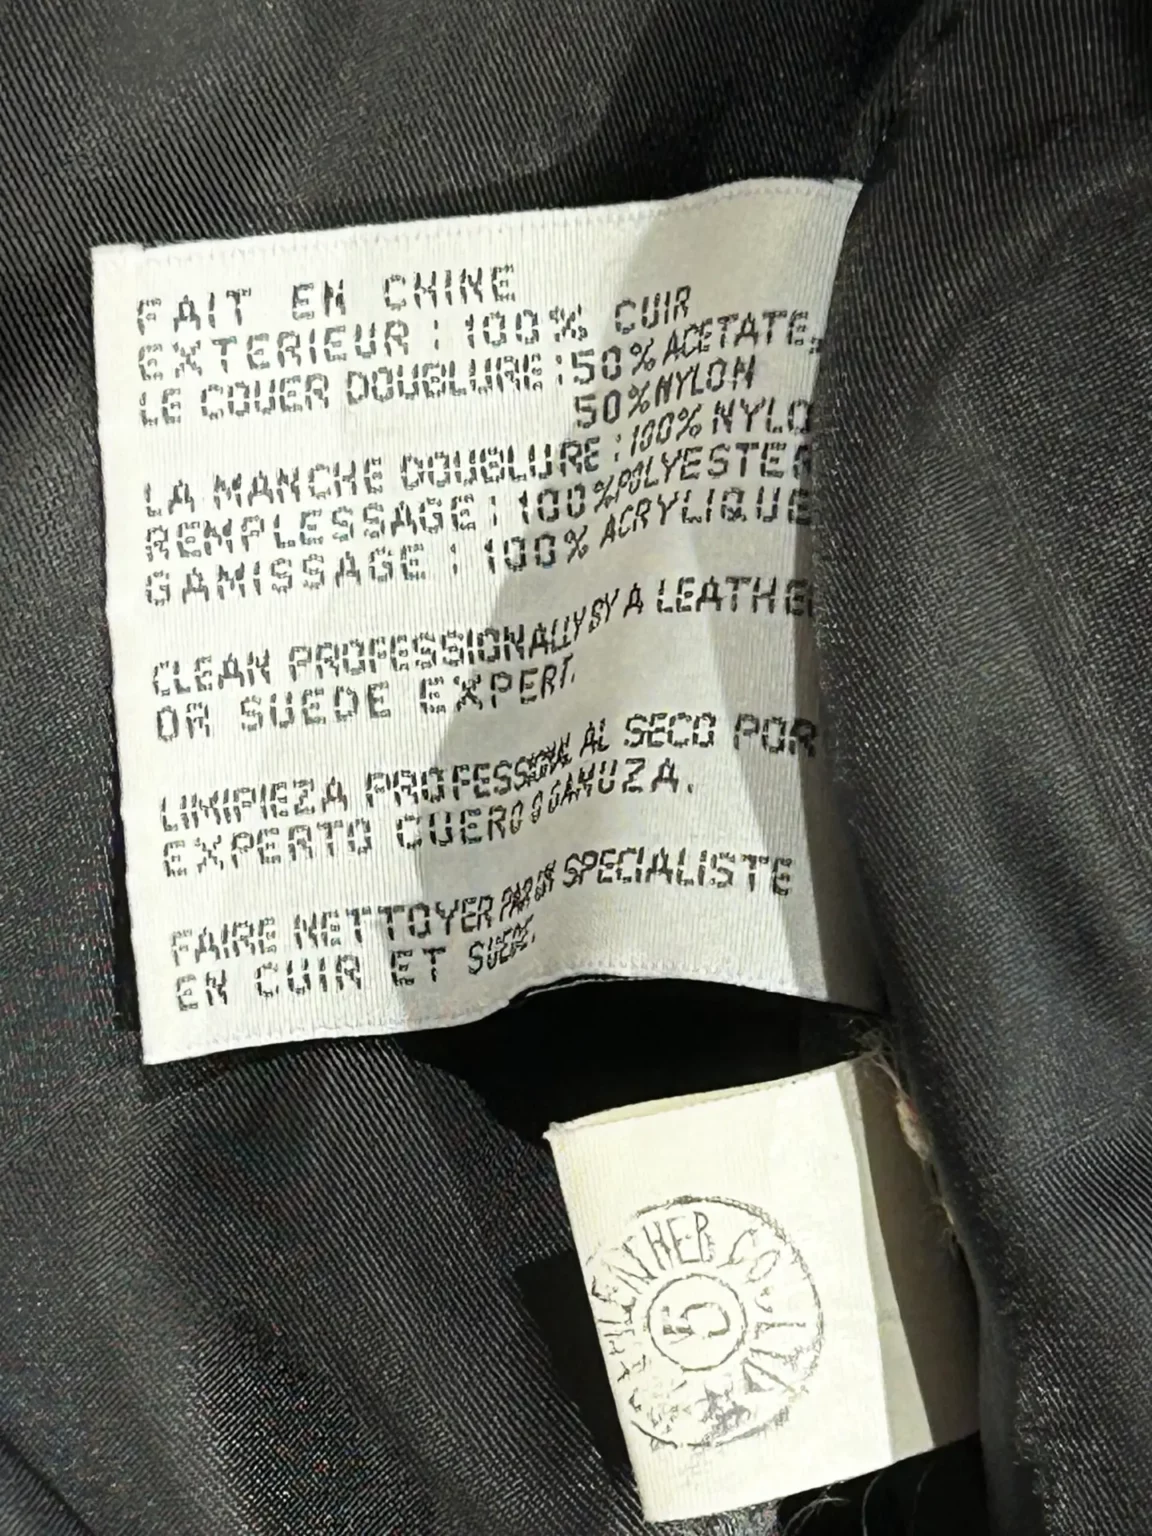 FAIT EN CHINE
EXTERIEUR : 100% CUIR
LE COUER DOUBLURE : 50% ACETATE,
50% NYLON
LA MANCHE DOUBLURE : 100% NYLO
REMPLESSAGE : 100% POLYESTER
GAMISSAGE : 100% ACRYLIQUE
CLEAN PROFESSIONALLY BY A LEATHE
OR SUEDE EXPERT.
LIMPIEZA PROFESSIONAL AL SECO POR
EXPERTO CUERO O GAMUZA.
FAIRE NETTOYER PAR UN SPECIALISTE
EN CUIR ET SUEDE.
5